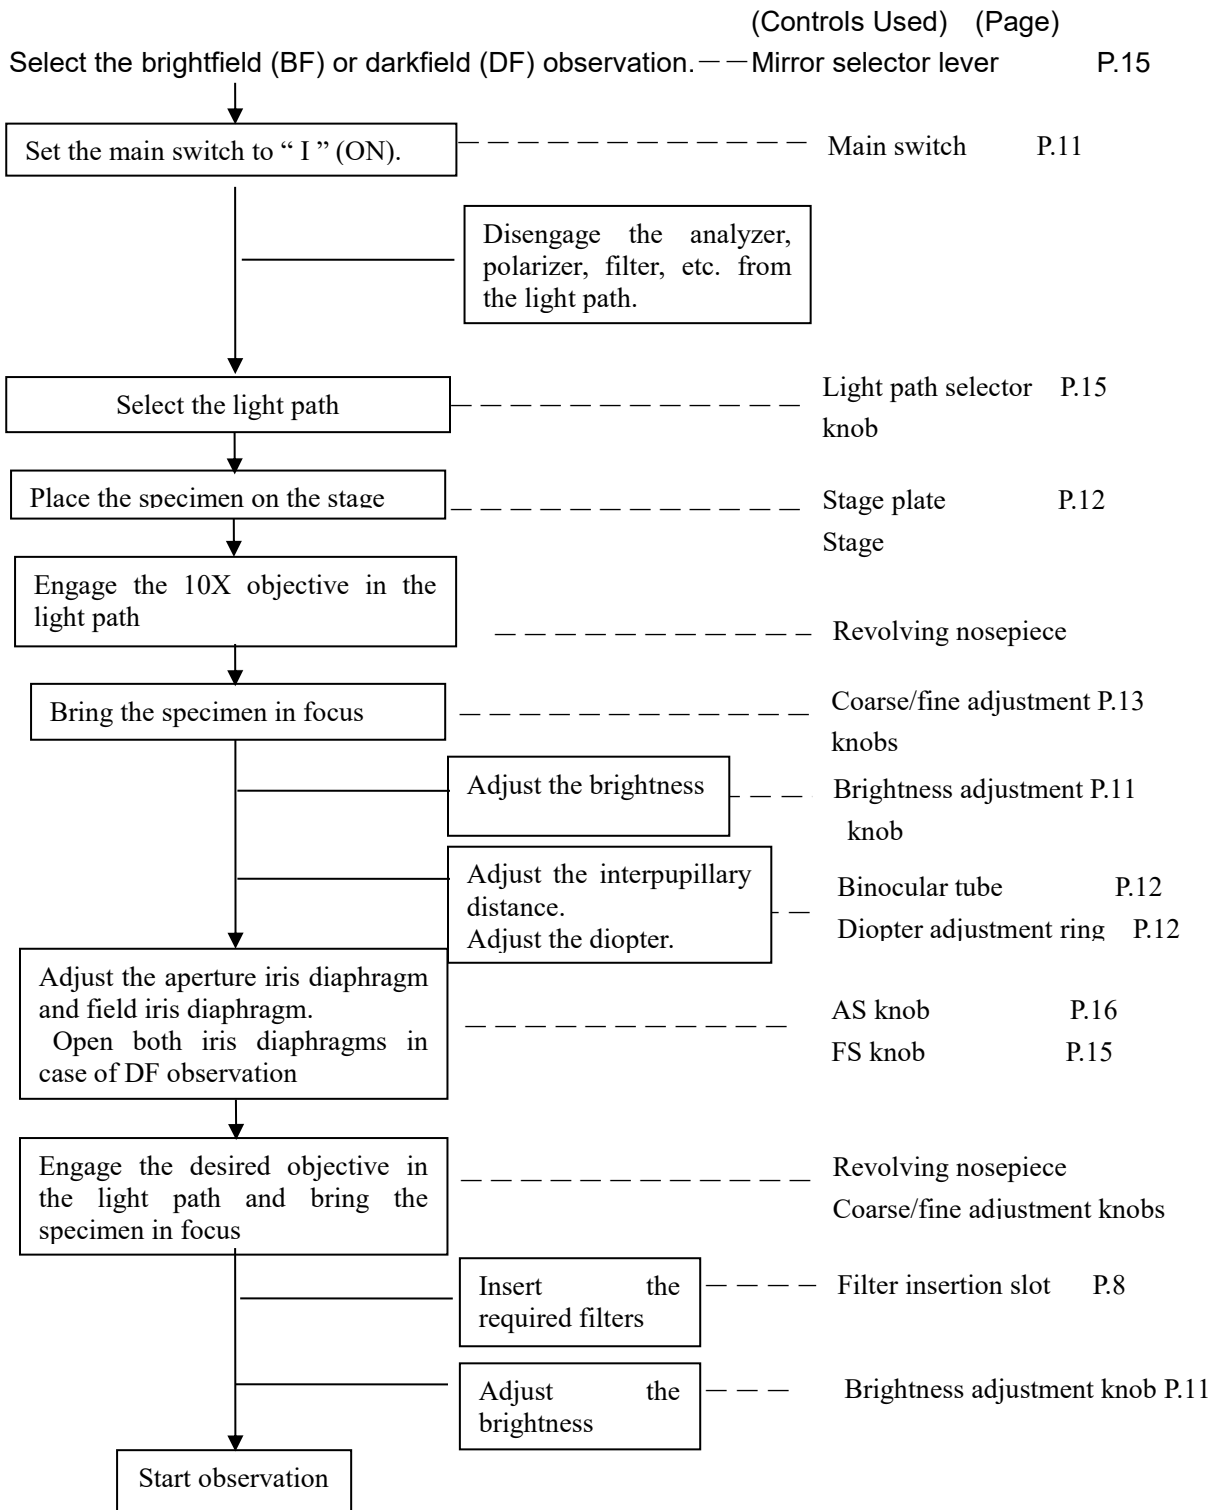 (Controls Used) (Page)
Select the brightfield (BF) or darkfield (DF) observation. Mirror selector lever P.15
Set the main switch to “ I ” (ON). Main switch P.11
Disengage the analyzer,
polarizer, filter, etc. from
the light path.
Select the light path
Light path selector P.15
knob
Place the specimen on the stage
Stage plate P.12
Stage
Engage the 10X objective in the
light path
Revolving nosepiece
Bring the specimen in focus
Coarse/fine adjustment P.13
knobs
Adjust the brightness
Brightness adjustment P.11
knob
Adjust the interpupillary
distance.
Adjust the diopter.
Binocular tube P.12
Diopter adjustment ring P.12
Adjust the aperture iris diaphragm
and field iris diaphragm.
Open both iris diaphragms in
case of DF observation
AS knob P.16
FS knob P.15
Engage the desired objective in
the light path and bring the
specimen in focus
Revolving nosepiece
Coarse/fine adjustment knobs
Insert the
required filters
Filter insertion slot P.8
Adjust the
brightness
Brightness adjustment knob P.11
Start observation